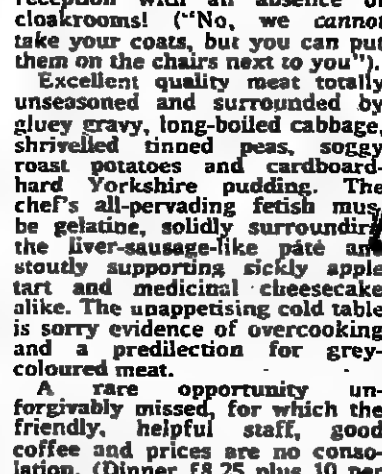 reception with an absence of
cloakrooms! ("No, we cannot
take your coats, but you can put
them on the chairs next to you").
Excellent quality meat totally
unseasoned and surrounded by
gluey gravy, long-boiled cabbage,
shrivelled tinned peas, soggy
roast potatoes and cardboard-
hard Yorkshire pudding. The
chef's all-pervading fetish must
be gelatine, solidly surrounding
the liver-sausage-like pâté and
stoutly supporting sickly apple
tart and medicinal cheesecake
alike. The unappetising cold table
is sorry evidence of overcooking
and a predilection for grey-
coloured meat.
A rare opportunity un-
forgivably missed, for which the
friendly, helpful staff, good
coffee and prices are no conso-
lation. (Dinner £8.25 plus 10 per